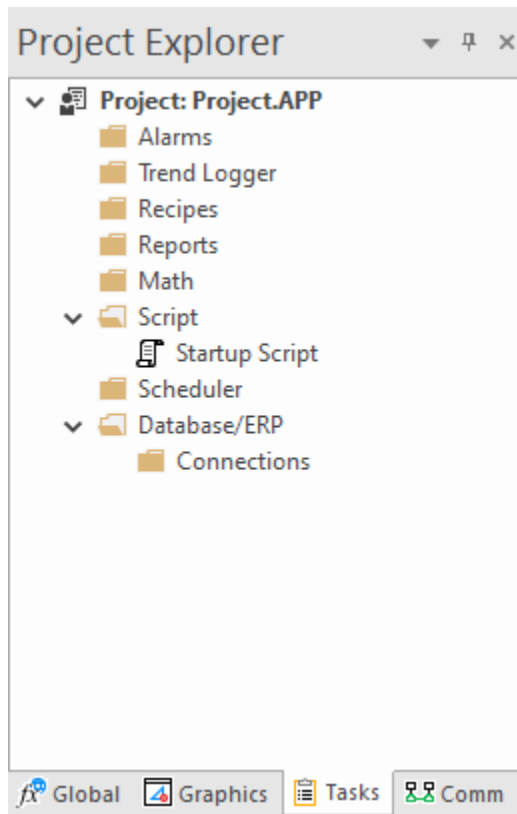 Project Explorer
Project: Project.APP
Alarms
Trend Logger
Recipes
Reports
Math
Script
Startup Script
Scheduler
Database/ERP
Connections
fx Global Graphics Tasks Comm